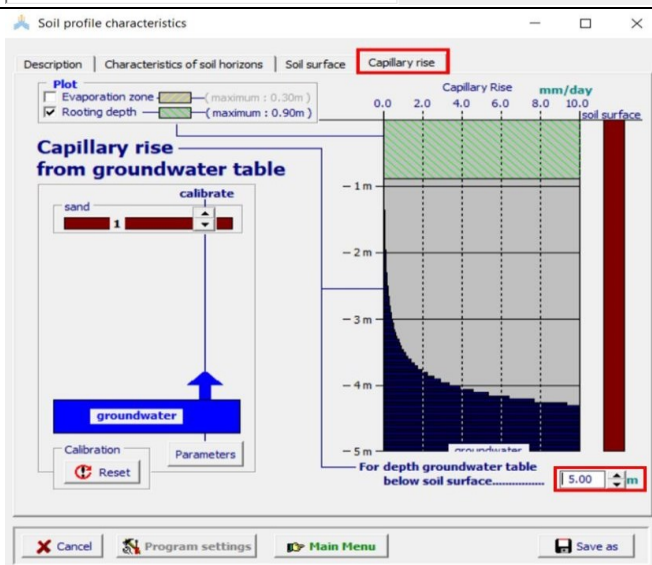 Soil profile characteristics
Description
Characteristics of soil horizons
Soil surface
Capillary rise
Plot
Evaporation zone (maximum : 0.30m )
Rooting depth (maximum : 0.90m )
Capillary rise
from groundwater table
calibrate
sand
1
groundwater
Calibration
Reset
Parameters
Capillary Rise mm/day
0.0 2.0 4.0 6.0 8.0 10.0
soil surface
- 1 m
- 2 m
- 3 m
- 4 m
- 5 m
groundwater
For depth groundwater table
below soil surface................ 5.00 m
Cancel
Program settings
Main Menu
Save as